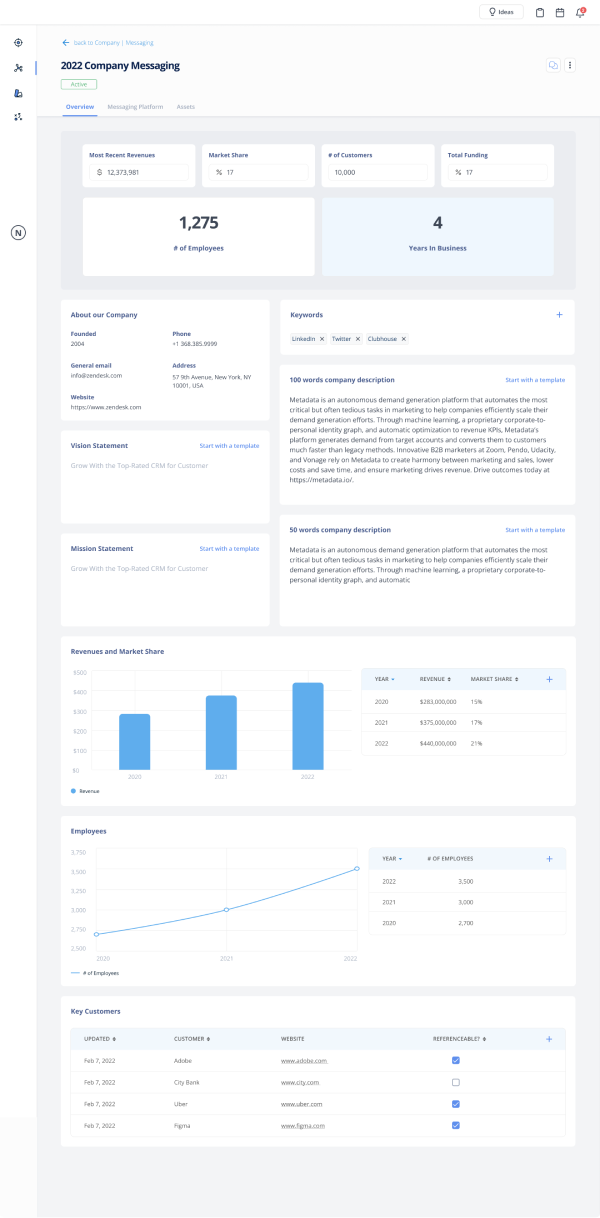 Ideas
2
back to Company | Messaging
2022 Company Messaging
Active
Overview Messaging Platform Assets
N
Most Recent Revenues
$ 12,373,981
Market Share
% 17
# of Customers
10,000
Total Funding
% 17
1,275
# of Employees
4
Years In Business
About our Company
Founded
2004
Phone
+1 368.385.9999
General email
info@zendesk.com
Address
57 9th Avenue, New York, NY
10001, USA
Website
https://www.zendesk.com
Keywords +
LinkedIn × Twitter × Clubhouse ×
Vision Statement Start with a template
Grow With the Top-Rated CRM for Customer
Mission Statement Start with a template
Grow With the Top-Rated CRM for Customer
100 words company description Start with a template
Metadata is an autonomous demand generation platform that automates the most
critical but often tedious tasks in marketing to help companies efficiently scale their
demand generation efforts. Through machine learning, a proprietary corporate-to-
personal identity graph, and automatic optimization to revenue KPIs, Metadata's
platform generates demand from target accounts and converts them to customers
much faster than legacy methods. Innovative B2B marketers at Zoom, Pendo, Udacity,
and Vonage rely on Metadata to create harmony between marketing and sales, lower
costs and save time, and ensure marketing drives revenue. Drive outcomes today at
https://metadata.io/.
50 words company description Start with a template
Metadata is an autonomous demand generation platform that automates the most
critical but often tedious tasks in marketing to help companies efficiently scale their
demand generation efforts. Through machine learning, a proprietary corporate-to-
personal identity graph, and automatic
Revenues and Market Share
$500
$400
$300
$200
$100
$0
2020 2021 2022
Revenue
YEAR REVENUE MARKET SHARE +
2020 $283,000,000 15%
2021 $375,000,000 17%
2022 $440,000,000 21%
Employees
3,750
3,500
3,250
3,000
2,750
2,500
2020 2021 2022
# of Employees
YEAR # OF EMPLOYEES +
2022 3,500
2021 3,000
2020 2,700
Key Customers
UPDATED CUSTOMER WEBSITE REFERENCEABLE? +
Feb 7, 2022 Adobe www.adobe.com
Feb 7, 2022 City Bank www.city.com
Feb 7, 2022 Uber www.uber.com
Feb 7, 2022 Figma www.figma.com